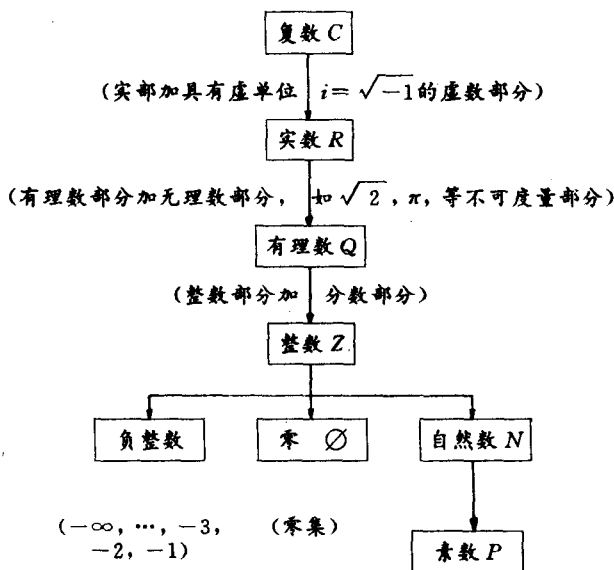 复数 C
(实部加具有虚单位 i = √−1 的虚数部分)
实数 R
(有理数部分加无理数部分, 如 √2, π, 等不可度量部分)
有理数 Q
(整数部分加 分数部分)
整数 Z
负整数 零 ∅ 自然数 N
(−∞, …, −3, (零集)
−2, −1)
素数 P